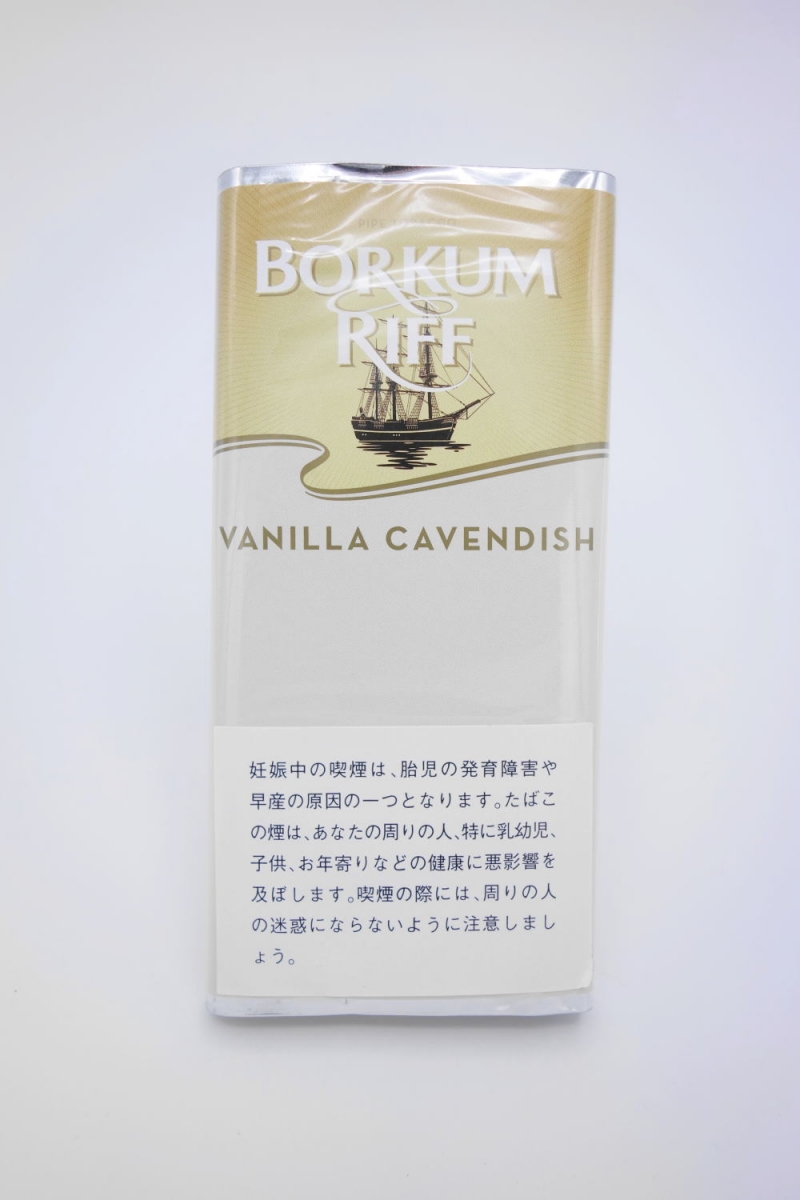 PIPE TOBACCO
BORKUM
RIFF
VANILLA CAVENDISH
妊娠中の喫煙は、胎児の発育障害や
早産の原因の一つとなります。たばこ
の煙は、あなたの周りの人、特に乳幼児、
子供、お年寄りなどの健康に悪影響を
及ぼします。喫煙の際には、周りの人
の迷惑にならないように注意しまし
ょう。